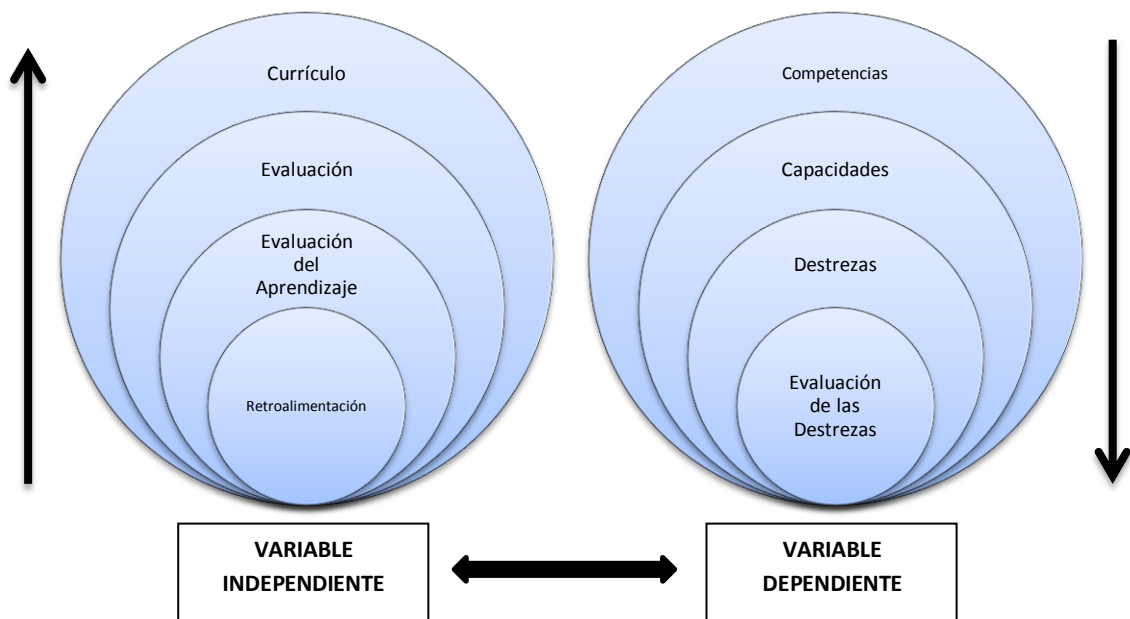 Currículo
Evaluación
Evaluación
del
Aprendizaje
Retroalimentación
Competencias
Capacidades
Destrezas
Evaluación
de las
Destrezas
VARIABLE
INDEPENDIENTE
VARIABLE
DEPENDIENTE